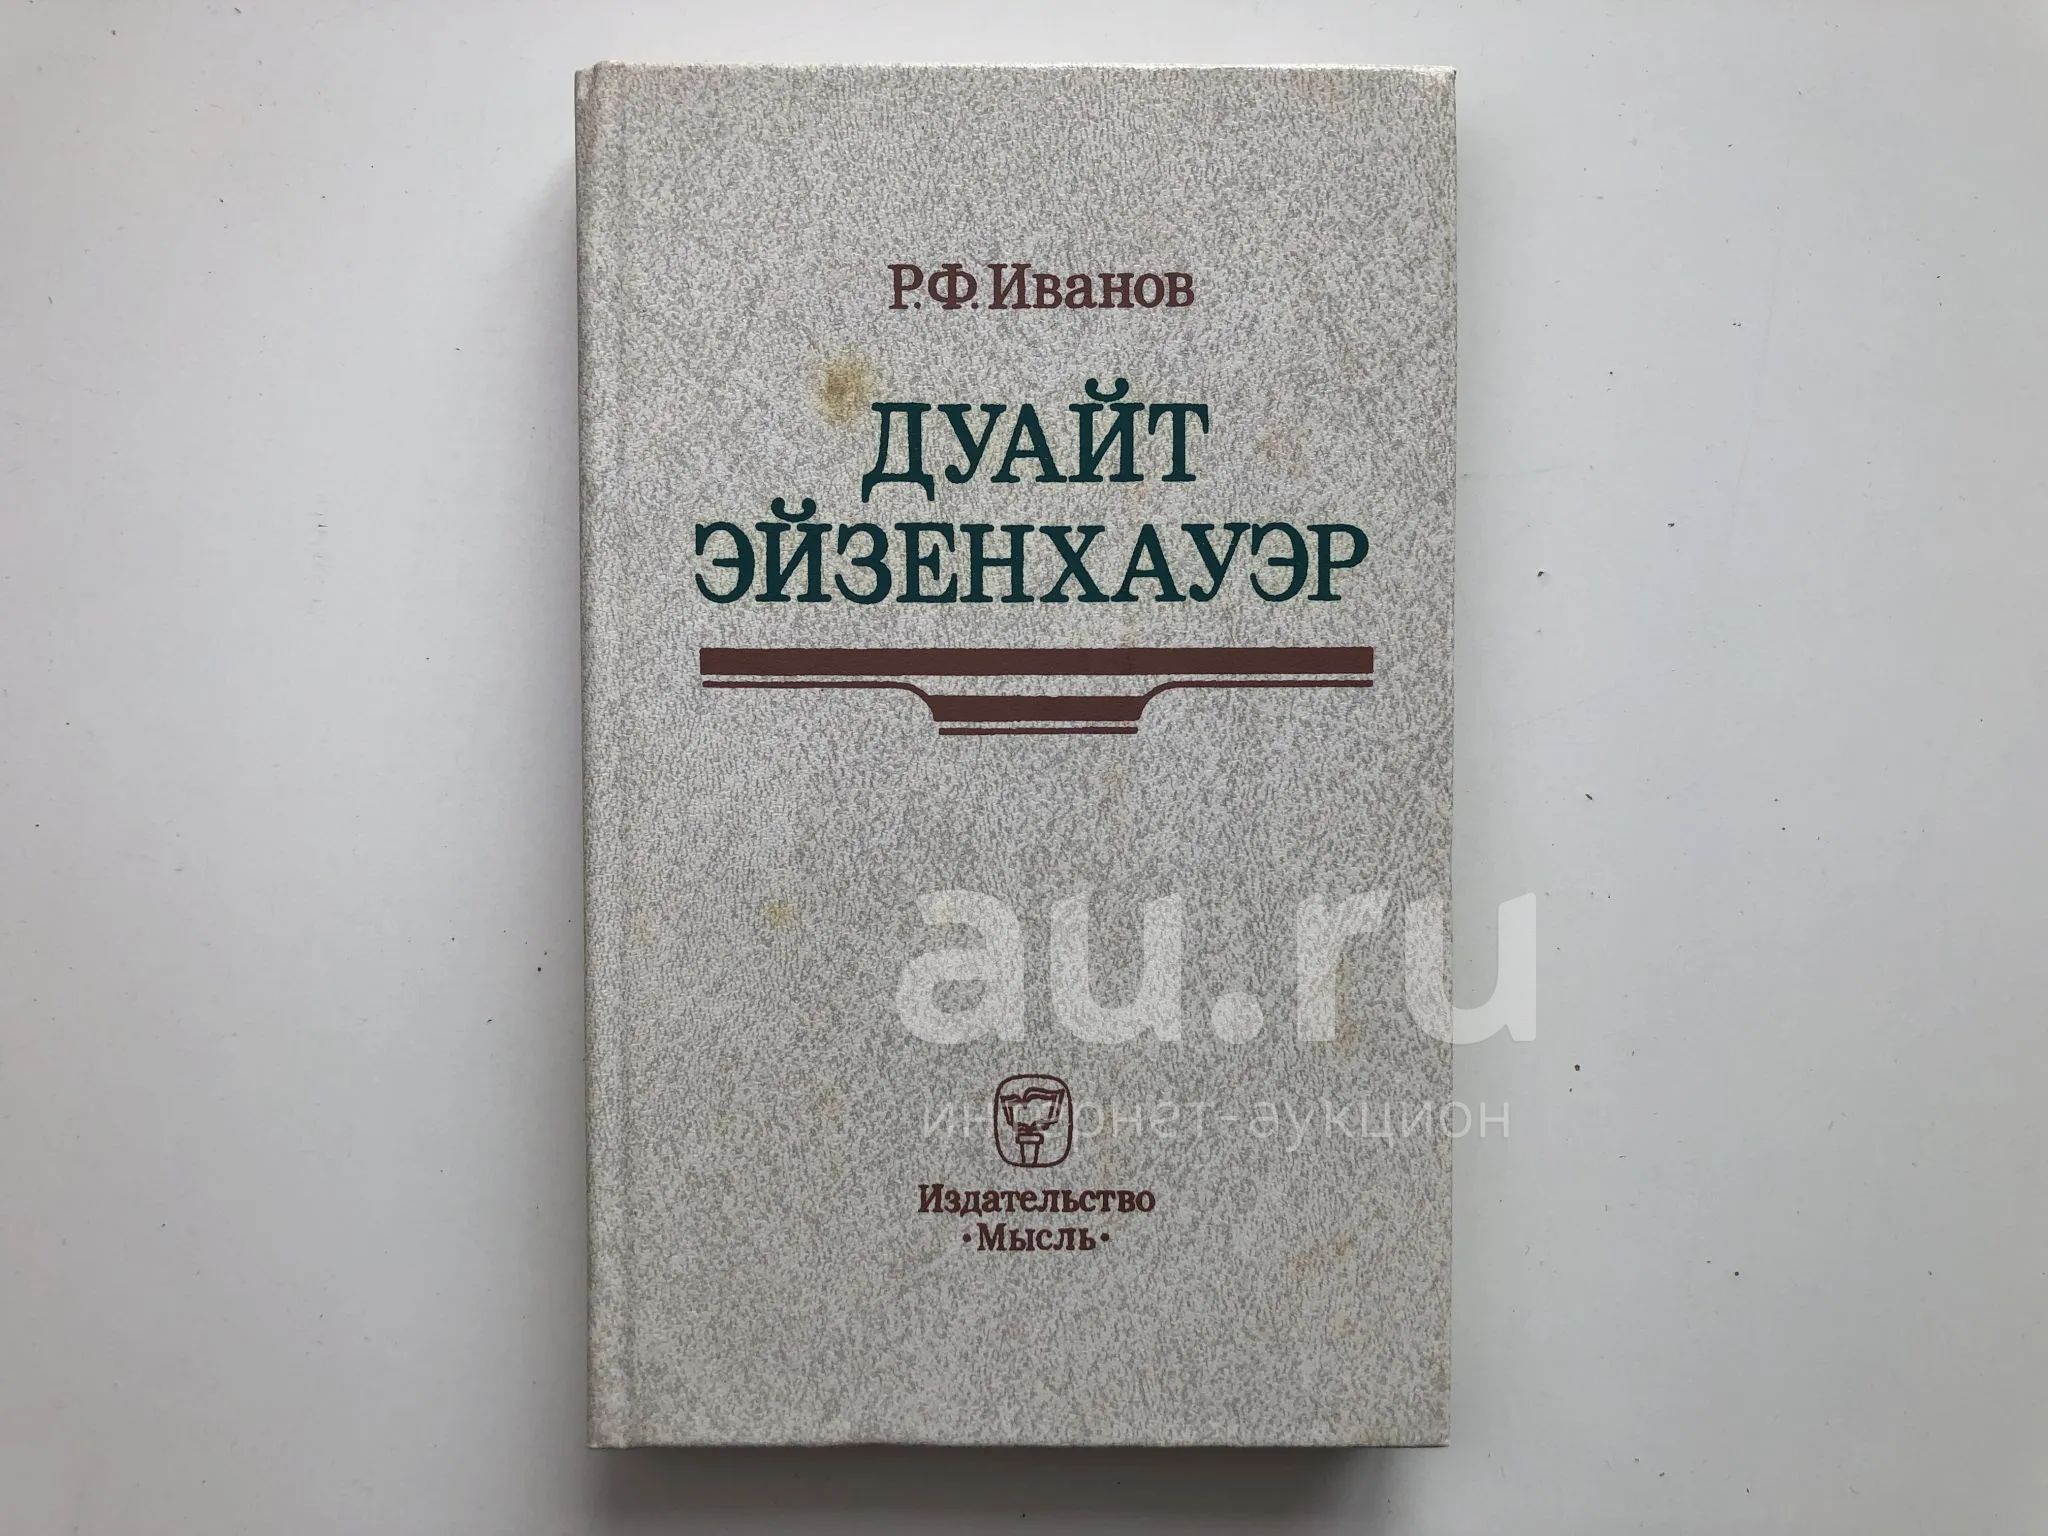 Р.Ф.Иванов
ДУАЙТ
ЭЙЗЕНХАУЭР
au.ru
интернет-аукцион
Издательство
·Мысль·